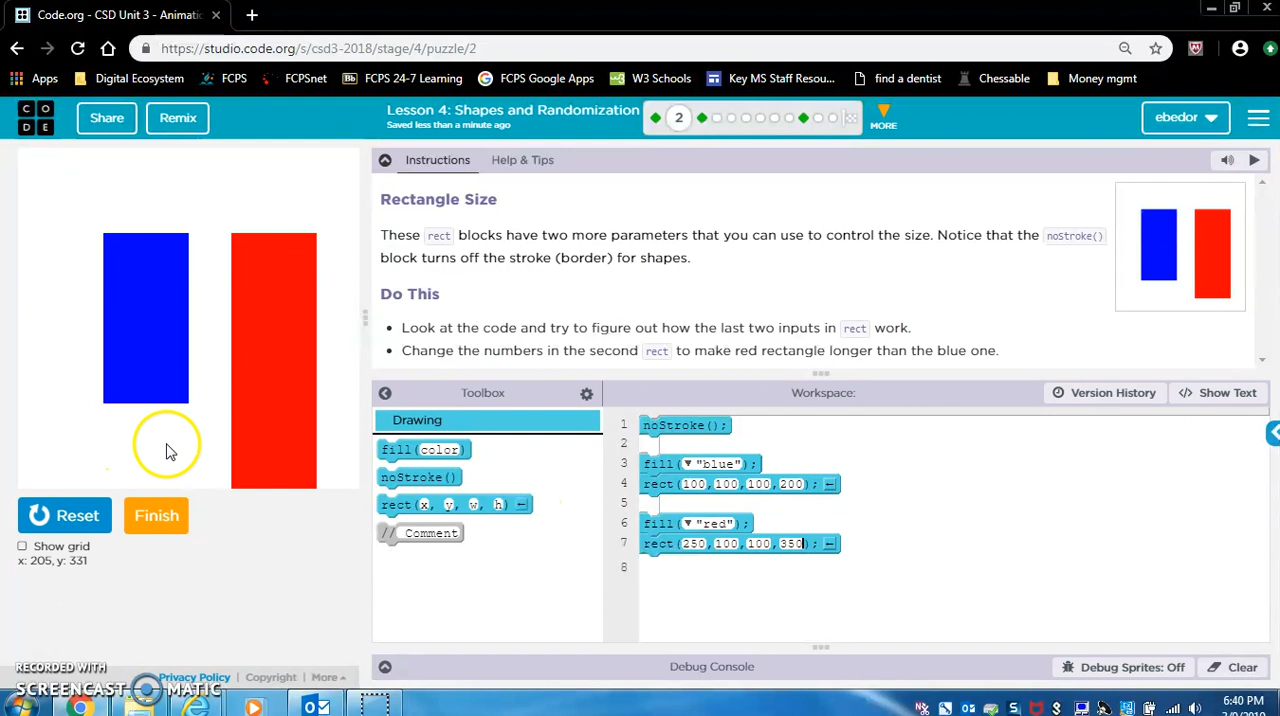 Code.org - CSD Unit 3 - Animatic
https://studio.code.org/s/csd3-2018/stage/4/puzzle/2
Apps Digital Ecosystem FCPS FCPSnet Bb FCPS 24-7 Learning FCPS Google Apps W3 Schools Key MS Staff Resou... find a dentist Chessable Money mgmt
C O D E
Share
Remix
Lesson 4: Shapes and Randomization
Saved less than a minute ago
2
MORE
ebedor
Instructions
Help & Tips
Rectangle Size
These rect blocks have two more parameters that you can use to control the size. Notice that the noStroke()
block turns off the stroke (border) for shapes.
Do This
Look at the code and try to figure out how the last two inputs in rect work.
Change the numbers in the second rect to make red rectangle longer than the blue one.
Toolbox
Workspace:
Version History
Show Text
Drawing
fill(color)
noStroke()
rect(x, y, w, h)
// Comment
1 noStroke();
2
3 fill("blue");
4 rect(100,100,100,200);
5
6 fill("red");
7 rect(250,100,100,350);
8
Reset
Finish
Show grid
x: 205, y: 331
Debug Console
Debug Sprites: Off
Clear
RECORDED WITH
SCREENCAST MATIC
Privacy Policy
Copyright
More
6:40 PM